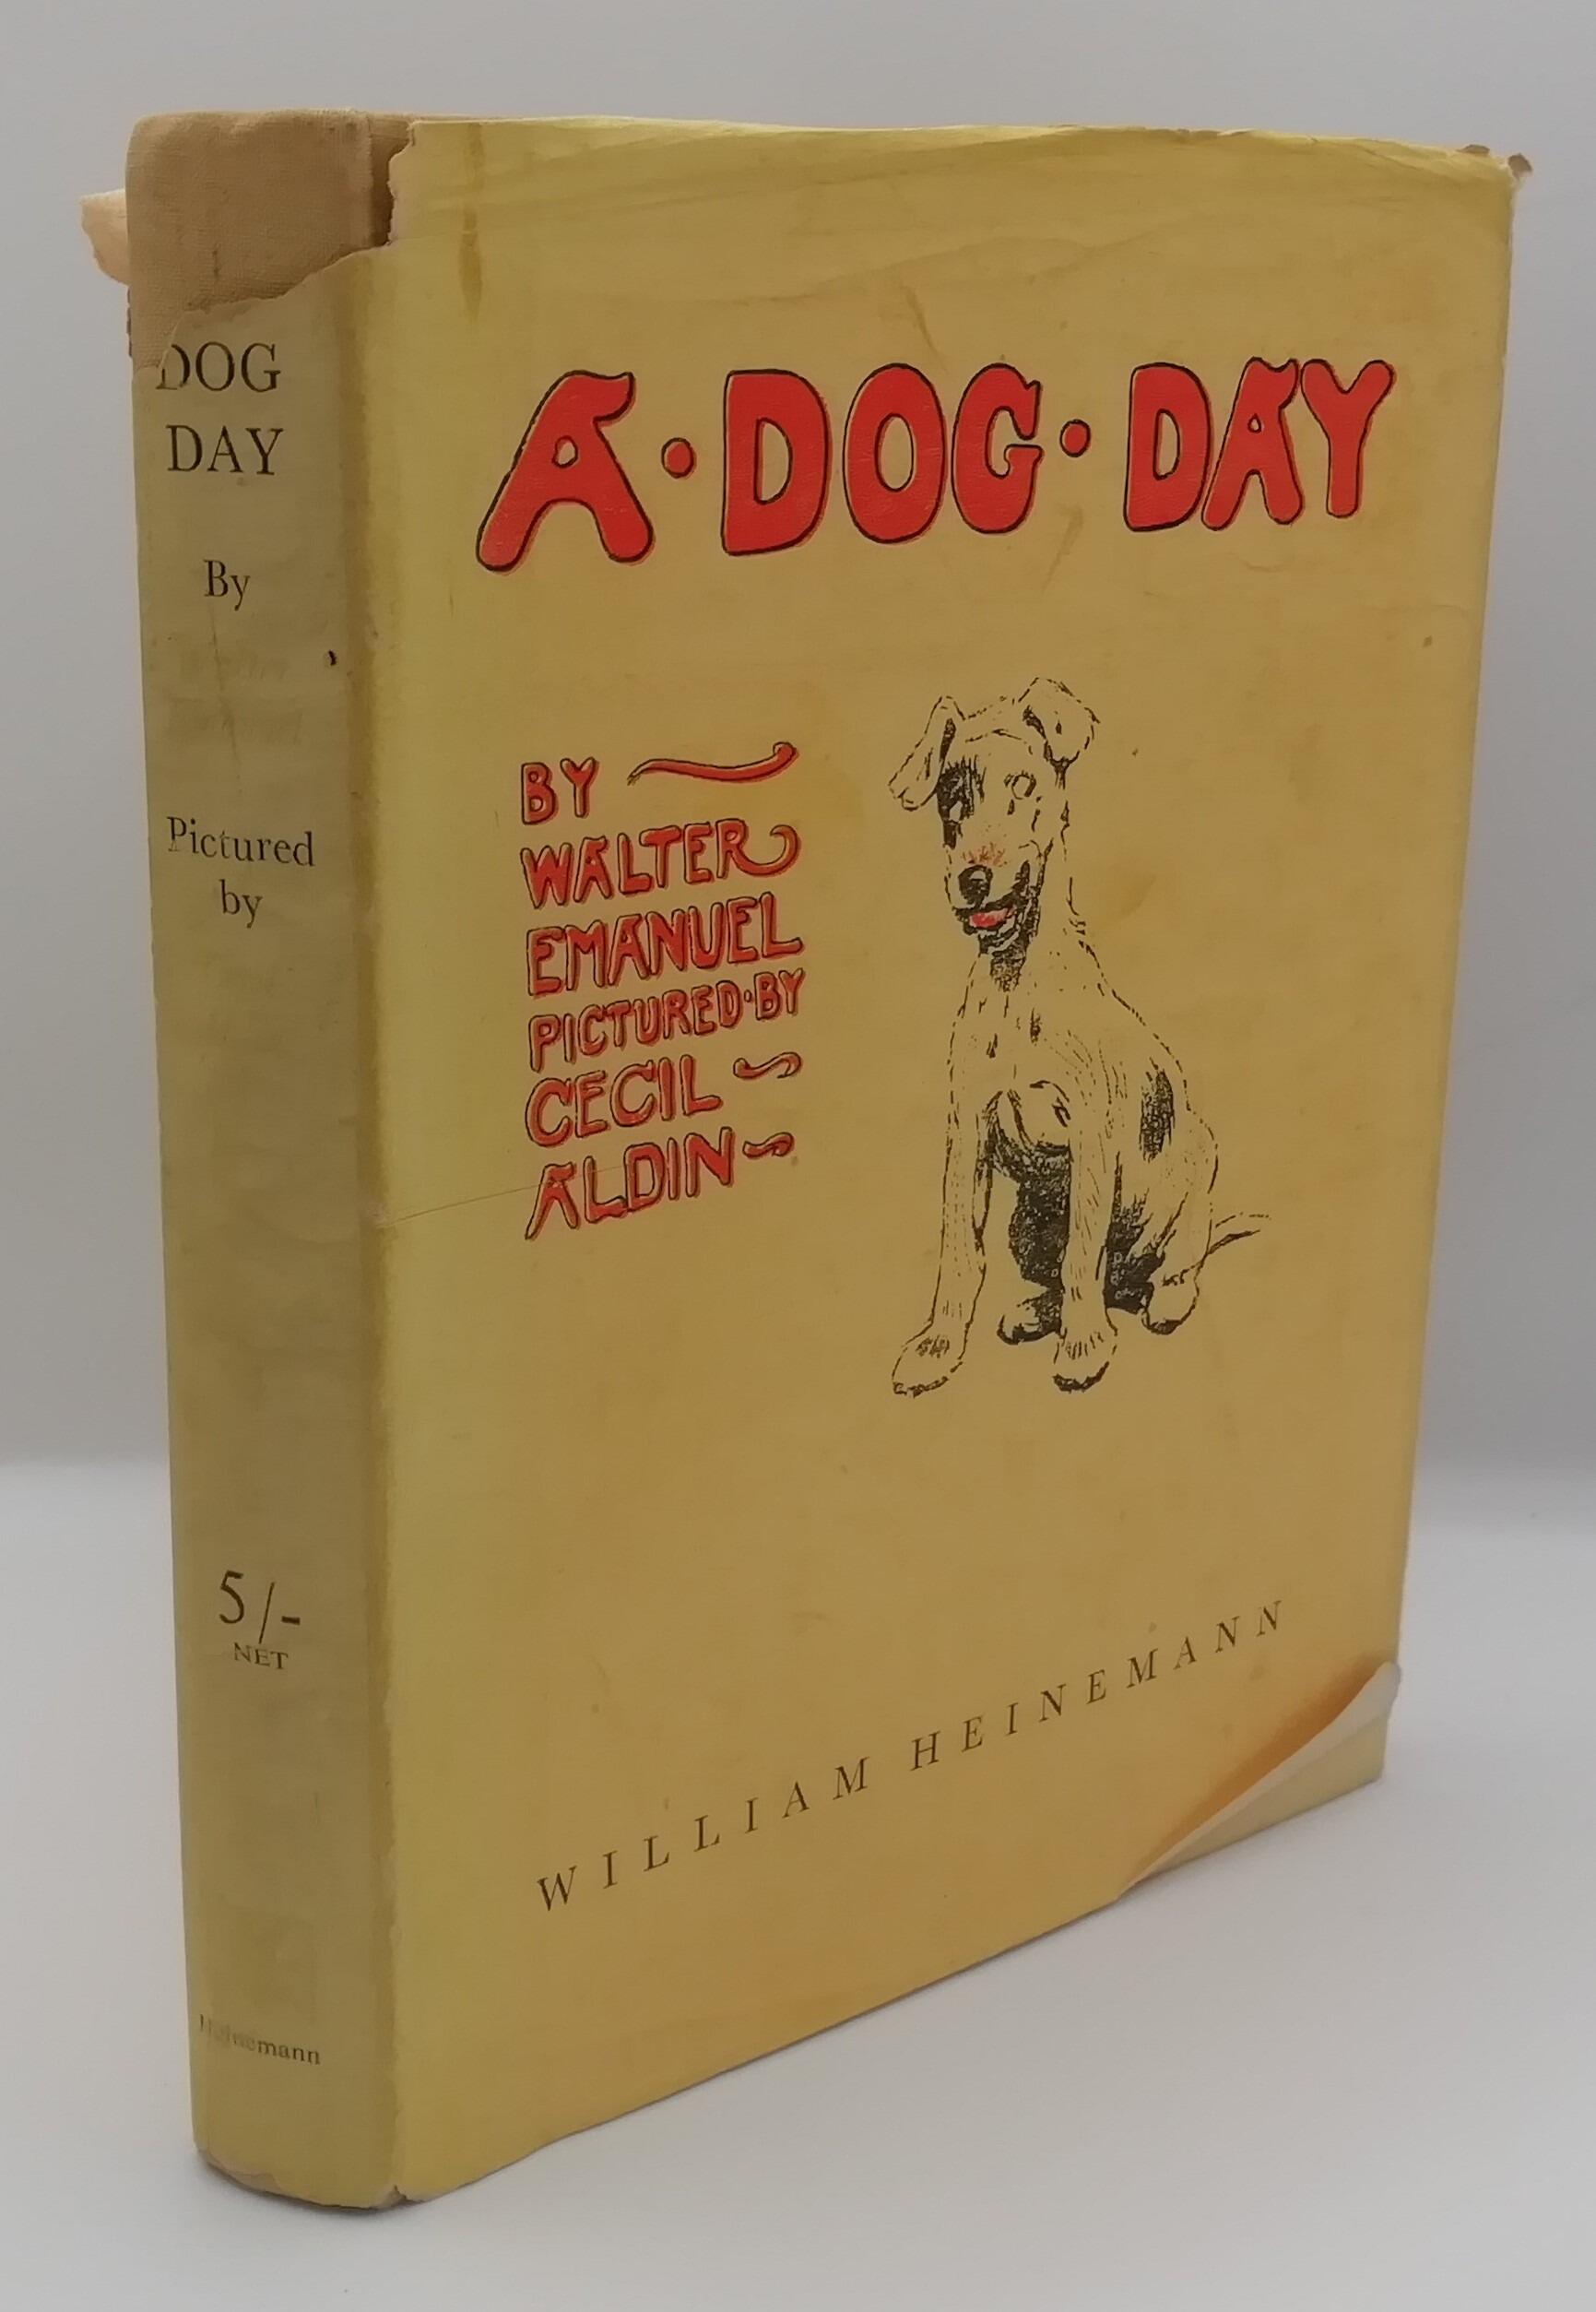 DOG
DAY
By
Pictured
by
5/-
NET
Heinemann
A·DOG·DAY
BY
WALTER
EMANUEL
PICTURED·BY
CECIL
ALDIN
WILLIAM HEINEMANN